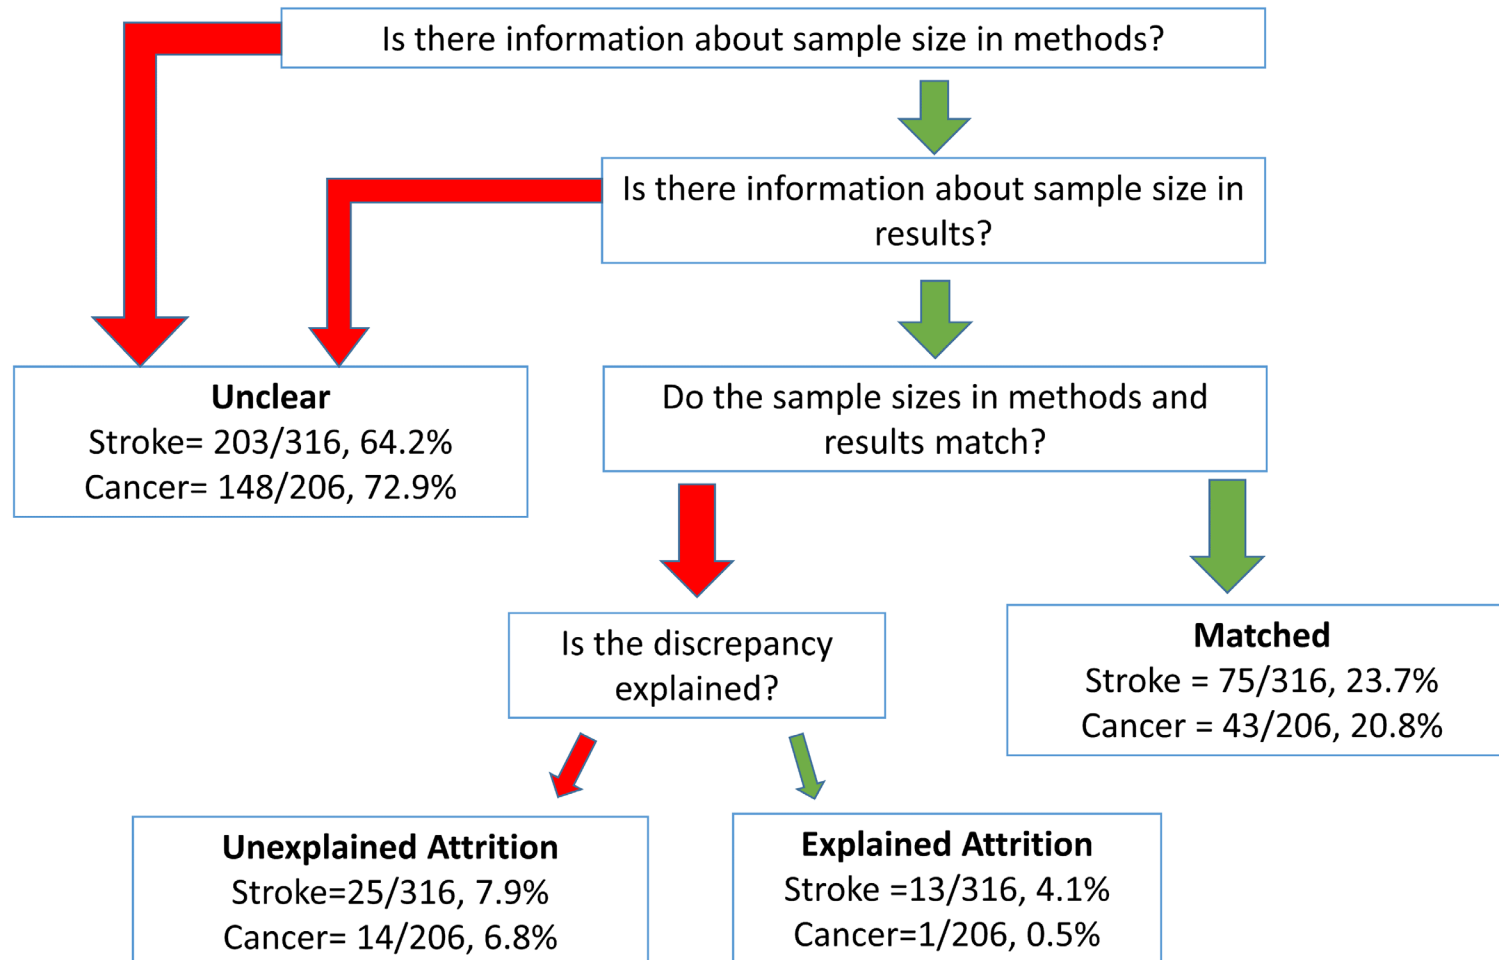 Is there information about sample size in methods?
Is there information about sample size in
results?
Unclear
Stroke= 203/316, 64.2%
Cancer= 148/206, 72.9%
Do the sample sizes in methods and
results match?
Is the discrepancy
explained?
Matched
Stroke = 75/316, 23.7%
Cancer = 43/206, 20.8%
Unexplained Attrition
Stroke=25/316, 7.9%
Cancer= 14/206, 6.8%
Explained Attrition
Stroke =13/316, 4.1%
Cancer=1/206, 0.5%